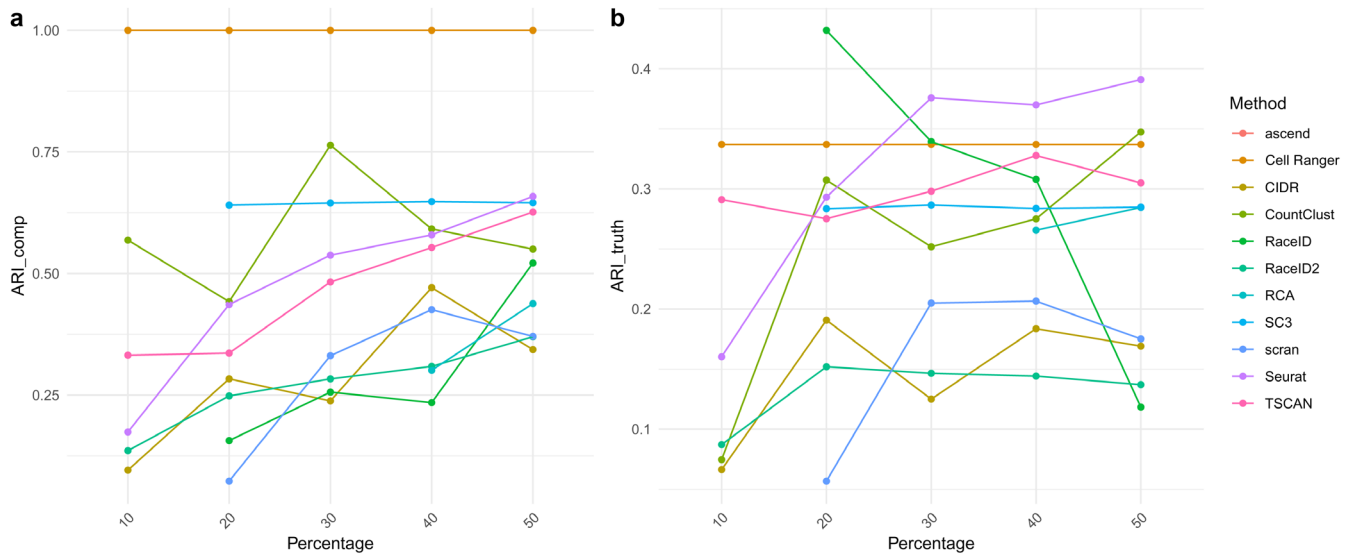 a
1.00
0.75
0.50
0.25
ARI_comp
10
20
30
40
50
Percentage
b
0.4
0.3
0.2
0.1
ARI_truth
10
20
30
40
50
Percentage
Method
ascend
Cell Ranger
CIDR
CountClust
RaceID
RaceID2
RCA
SC3
scran
Seurat
TSCAN